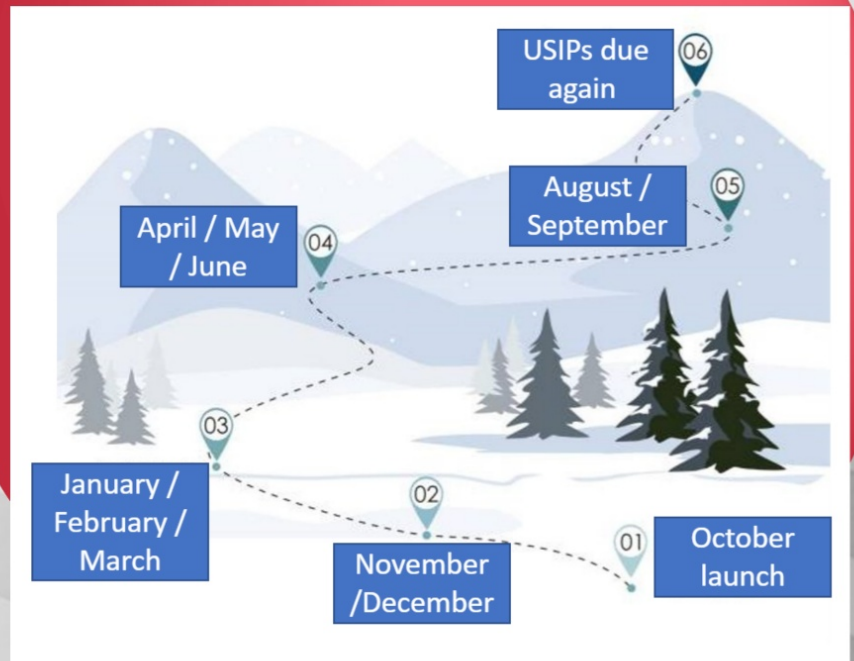 USIPs due
again
06
August /
September
05
April / May
/ June
04
03
January /
February /
March
02
November
/December
01
October
launch